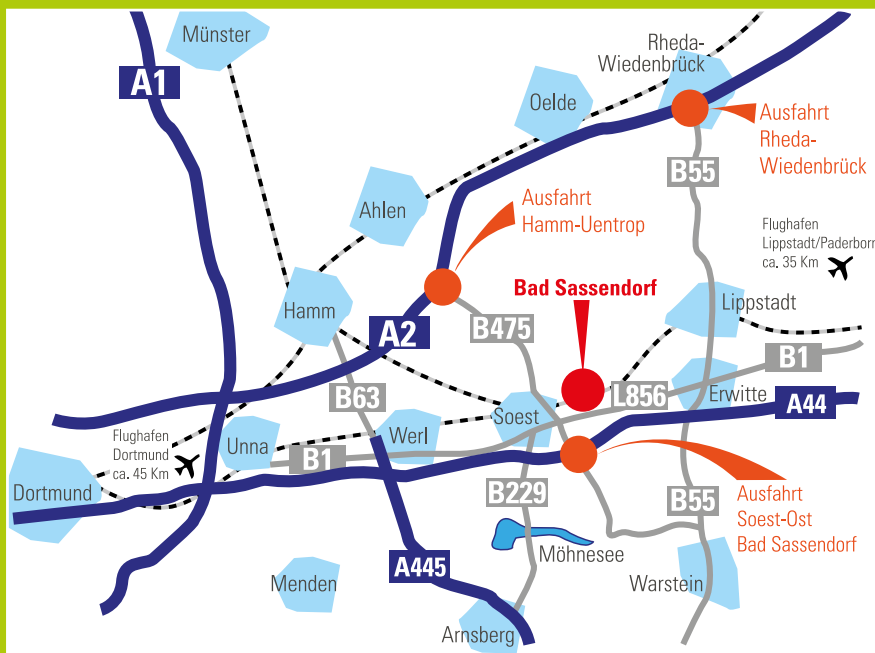 Münster
A1
Rheda-
Wiedenbrück
Oelde
Ausfahrt
Rheda-
Wiedenbrück
B55
Ahlen
Ausfahrt
Hamm-Uentrop
Flughafen
Lippstadt/Paderborn
ca. 35 Km
Bad Sassendorf
Lippstadt
Hamm
A2
B475
B1
B63
L856
Erwitte
A44
Soest
Werl
Unna
Flughafen
Dortmund
ca. 45 Km
B1
Dortmund
B229
B55
Ausfahrt
Soest-Ost
Bad Sassendorf
Möhnesee
A445
Menden
Warstein
Arnsberg